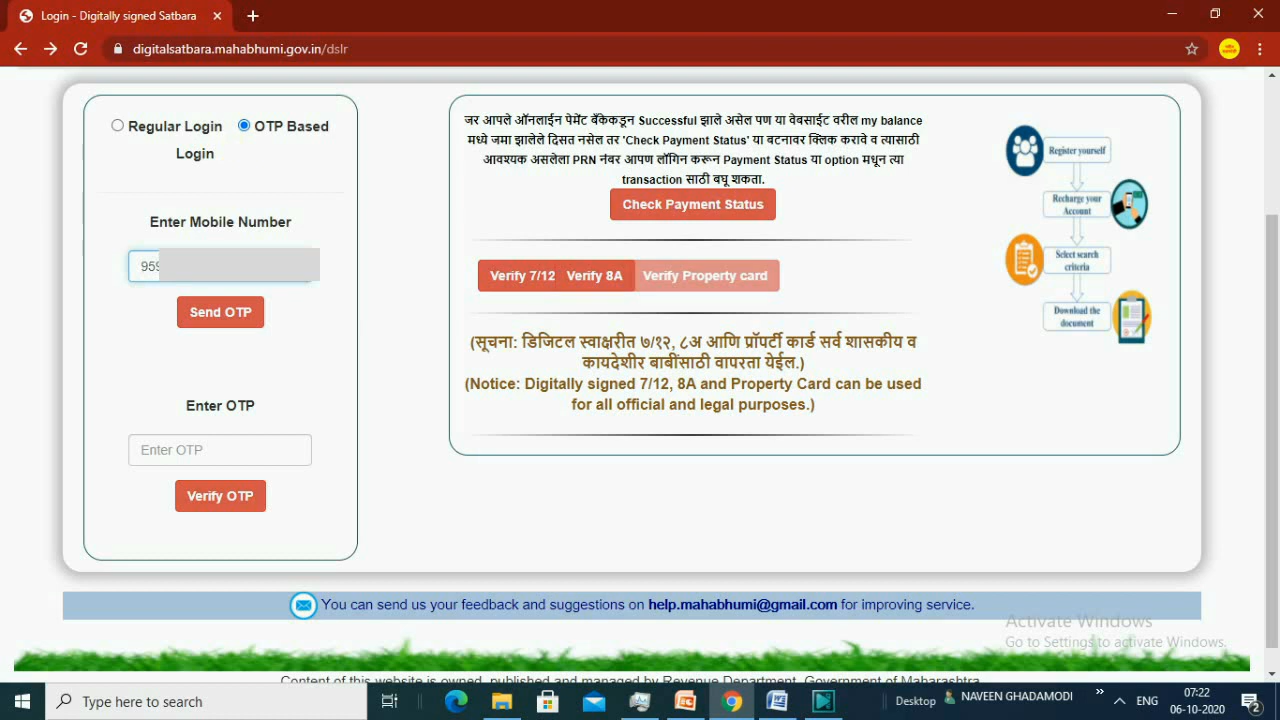 Login - Digitally signed Satbara
digitalsatbara.mahabhumi.gov.in/dslr
Regular Login OTP Based
Login
Enter Mobile Number
959
Send OTP
Enter OTP
Enter OTP
Verify OTP
जर आपले ऑनलाईन पेमेंट बँकेकडून Successful झाले असेल पण या वेबसाईट वरील my balance
मध्ये जमा झालेले दिसत नसेल तर 'Check Payment Status' या बटनावर क्लिक करावे व त्यासाठी
आवश्यक असलेला PRN नंबर आपण लॉगिन करून Payment Status या option मधून त्या
transaction साठी बघू शकता.
Check Payment Status
Verify 7/12 Verify 8A Verify Property card
(सूचना: डिजिटल स्वाक्षरीत ७/१२, ८अ आणि प्रॉपर्टी कार्ड सर्व शासकीय व
कायदेशीर बाबींसाठी वापरता येईल.)
(Notice: Digitally signed 7/12, 8A and Property Card can be used
for all official and legal purposes.)
Register yourself
Recharge your
Account
Select search
criteria
Download the
document
You can send us your feedback and suggestions on help.mahabhumi@gmail.com for improving service.
Activate Windows
Go to Settings to activate Windows.
Content of this website is owned, published and managed by Revenue Department, Government of Maharashtra
Type here to search
Desktop NAVEEN GHADAMODI
ENG
07:22
06-10-2020
2